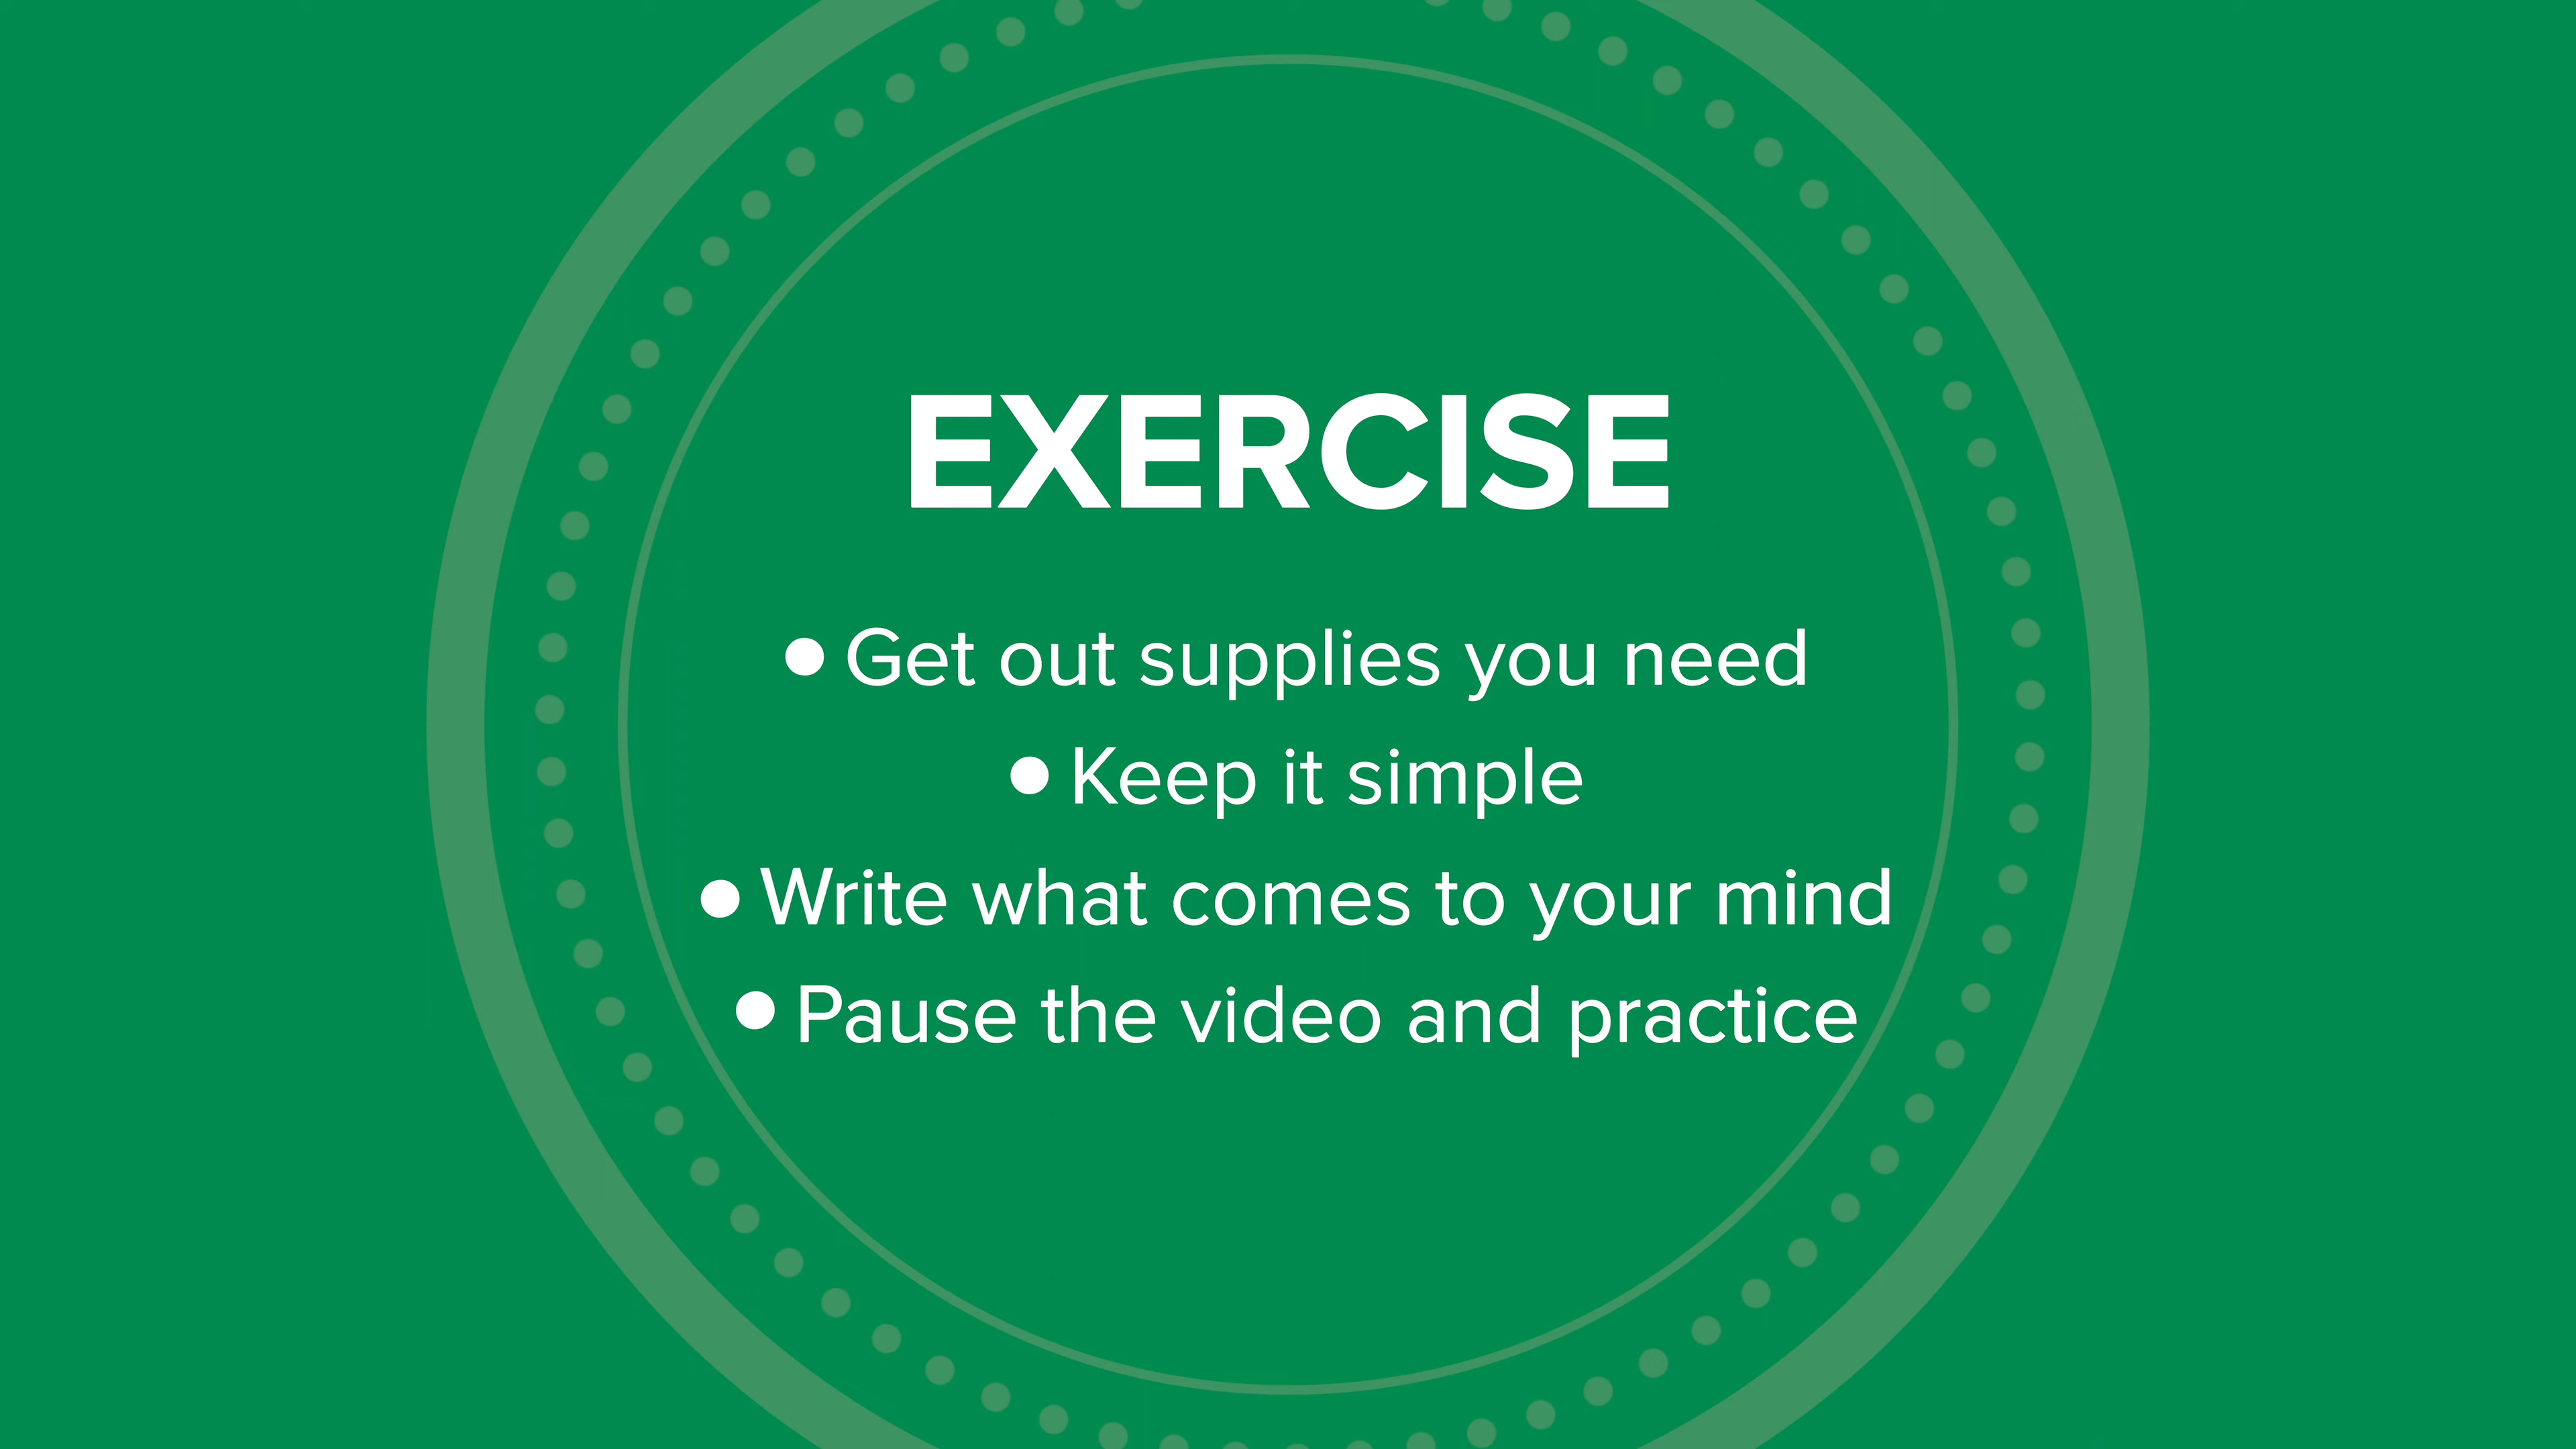 EXERCISE
• Get out supplies you need
• Keep it simple
• Write what comes to your mind
• Pause the video and practice